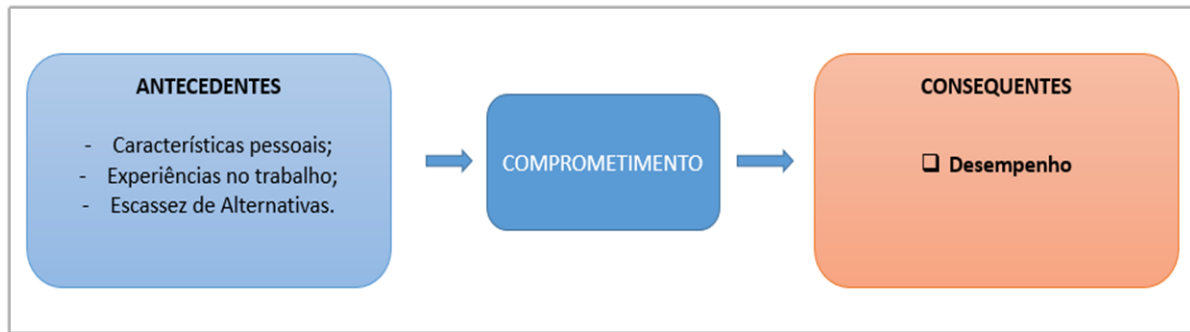 ANTECEDENTES
- Características pessoais;
- Experiências no trabalho;
- Escassez de Alternativas.
COMPROMETIMENTO
CONSEQUENTES
❑ Desempenho